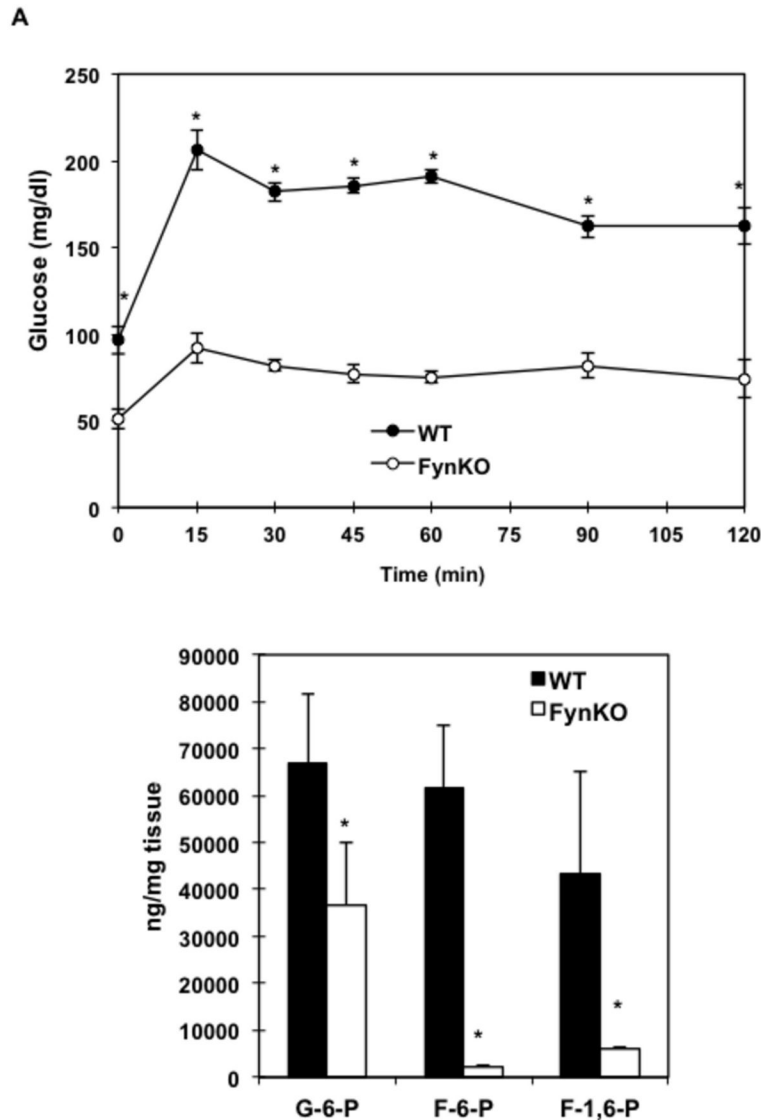 A
250
200
150
100
50
0
Glucose (mg/dl)
*
*
*
*
*
*
*
WT
FynKO
0 15 30 45 60 75 90 105 120
Time (min)
90000
80000
70000
60000
50000
40000
30000
20000
10000
0
ng/mg tissue
WT
FynKO
*
*
*
G-6-P F-6-P F-1,6-P